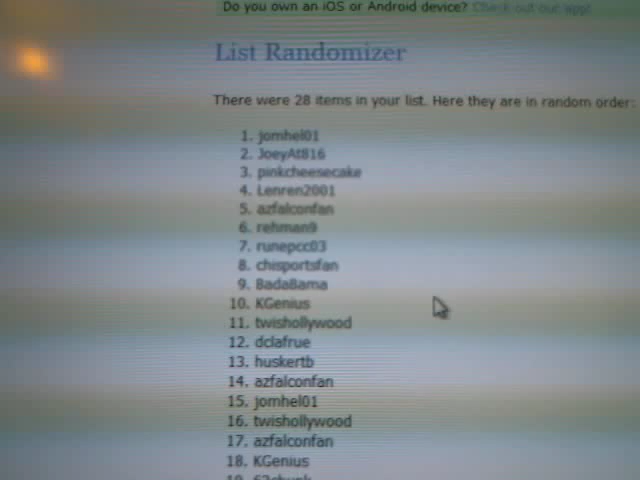 Do you own an iOS or Android device? Check out our app!
List Randomizer
There were 28 items in your list. Here they are in random order:
1. jomhel01
2. JoeyAt816
3. pinkcheesecake
4. Lenren2001
5. azfalconfan
6. rehman9
7. runepcc03
8. chisportsfan
9. BadaBama
10. KGenius
11. twishollywood
12. dclafrue
13. huskertb
14. azfalconfan
15. jomhel01
16. twishollywood
17. azfalconfan
18. KGenius